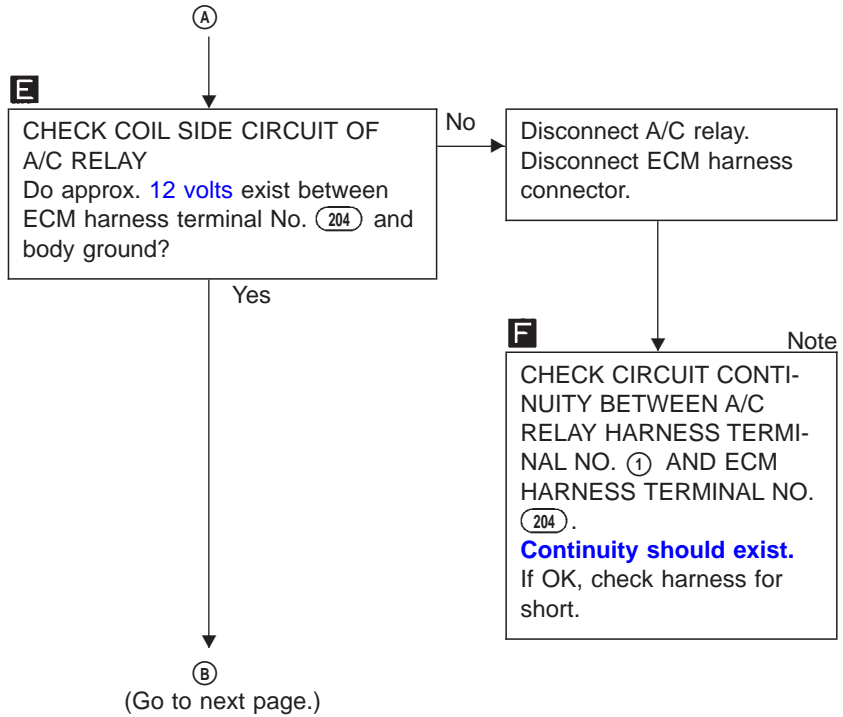 A
E
CHECK COIL SIDE CIRCUIT OF
A/C RELAY
Do approx. 12 volts exist between
ECM harness terminal No. 204 and
body ground?
No
Disconnect A/C relay.
Disconnect ECM harness
connector.
Yes
F
Note
CHECK CIRCUIT CONTI-
NUITY BETWEEN A/C
RELAY HARNESS TERMI-
NAL NO. 1 AND ECM
HARNESS TERMINAL NO.
204.
Continuity should exist.
If OK, check harness for
short.
B
(Go to next page.)